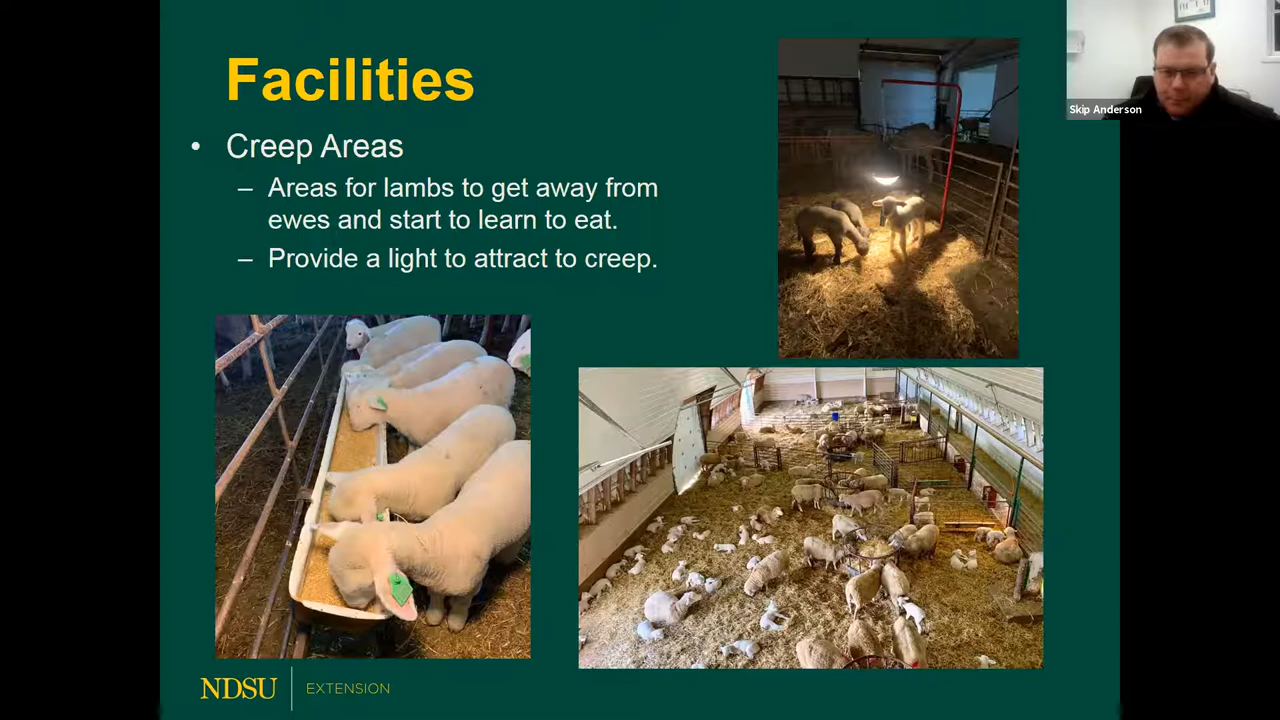 Facilities
• Creep Areas
– Areas for lambs to get away from
ewes and start to learn to eat.
– Provide a light to attract to creep.
NDSU EXTENSION
Skip Anderson